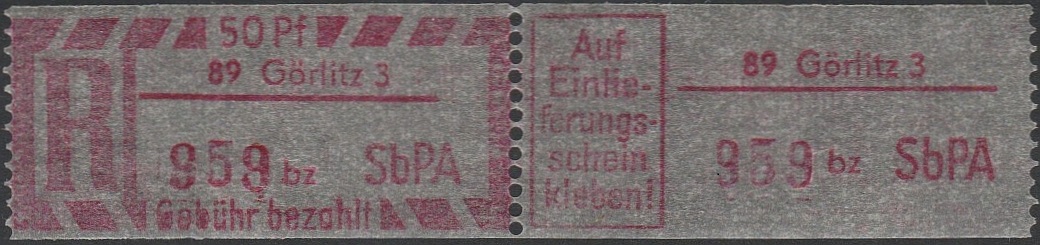 50 Pf
R
89 Görlitz 3
959 bz SbPA
Gebühr bezahlt
Auf
Einlie-
ferungs-
schein
kleben!
89 Görlitz 3
959 bz SbPA